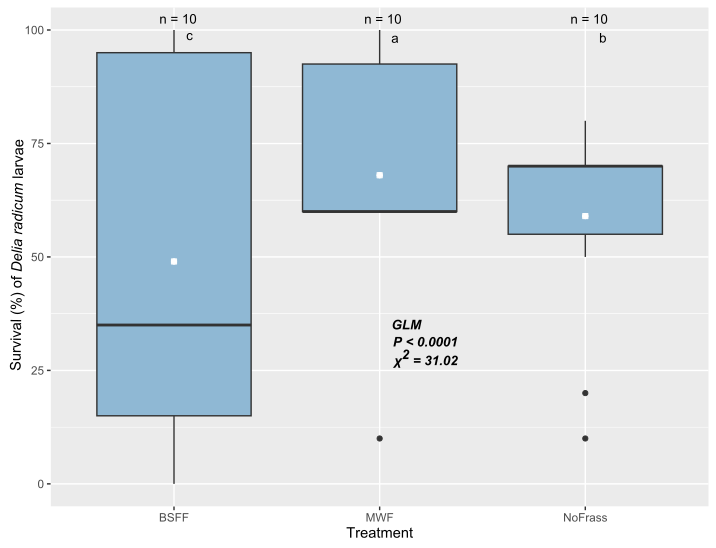 n = 10
n = 10
n = 10
c
a
b
100
75
50
25
0
Survival (%) of Delia radicum larvae
GLM
P < 0.0001
χ² = 31.02
BSFF
MWF
NoFrass
Treatment